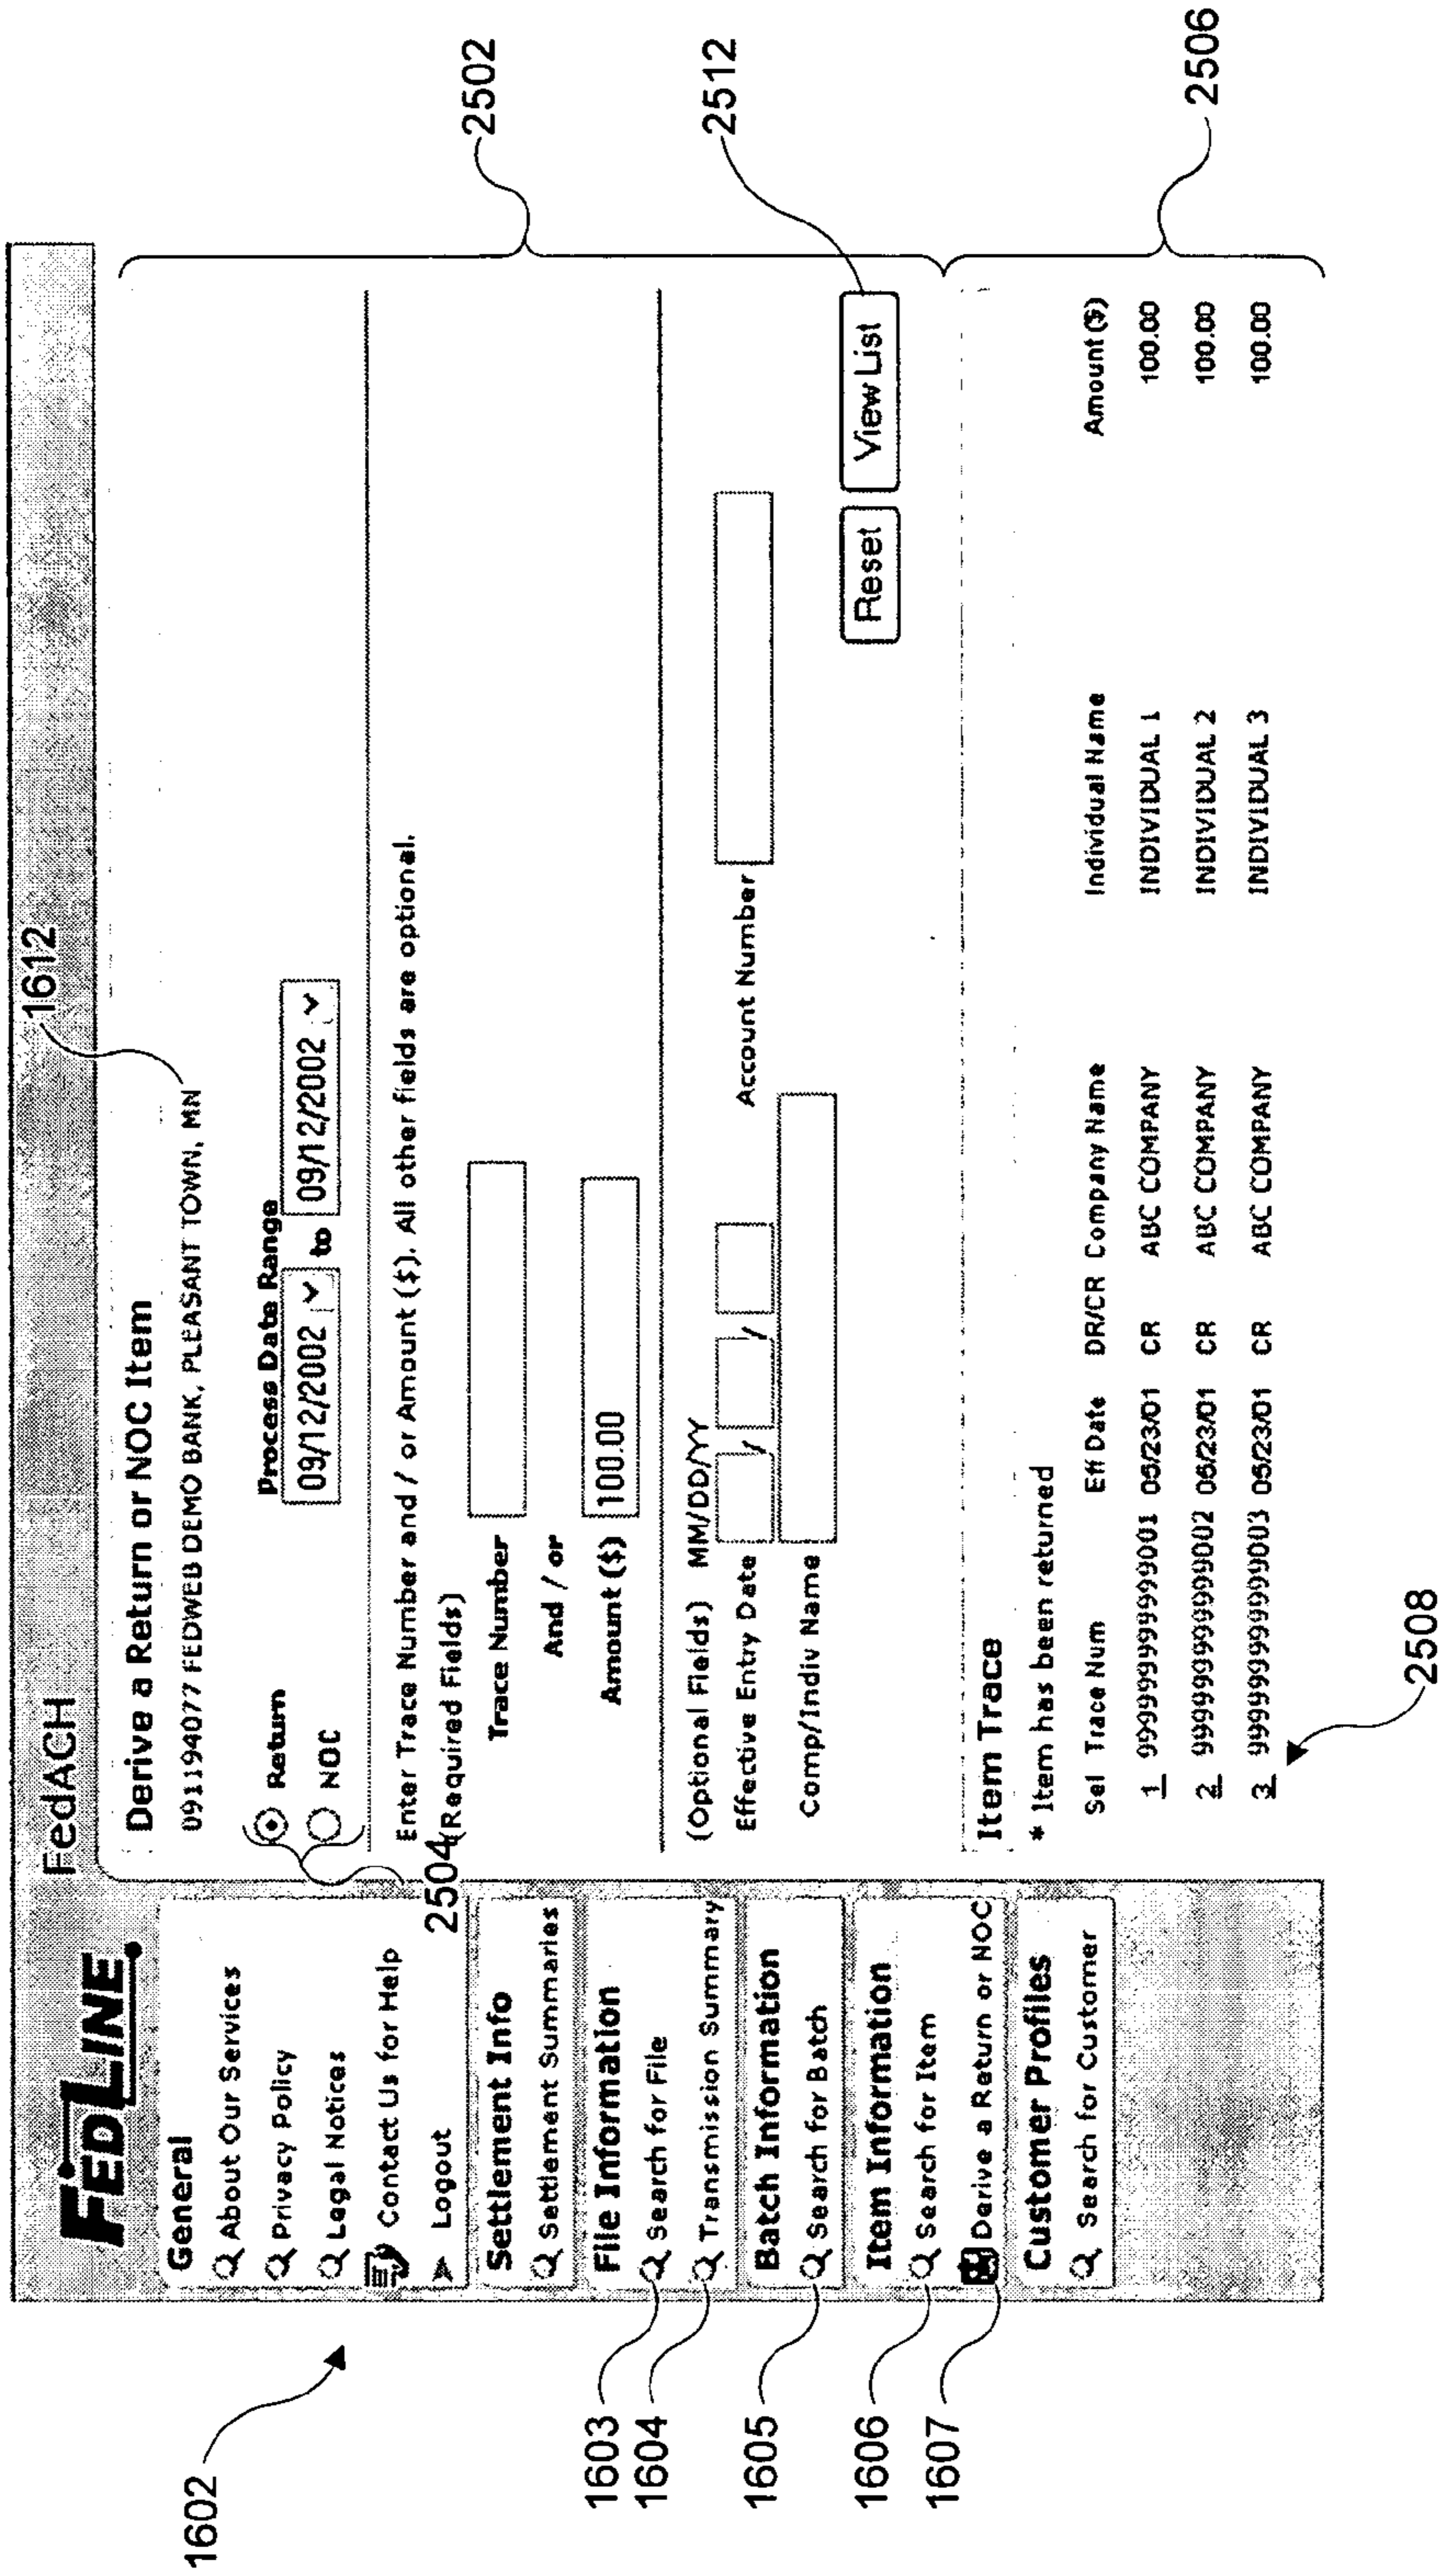 FEDLINE
FedACH
1612
1602
General
About Our Services
Privacy Policy
Legal Notices
Contact Us for Help
Logout
Settlement Info
Settlement Summaries
File Information
1603
Search for File
1604
Transmission Summary
Batch Information
1605
Search for Batch
Item Information
1606
Search for Item
1607
Derive a Return or NOC
Customer Profiles
Search for Customer
Derive a Return or NOC Item
091194077 FEDWEB DEMO BANK, PLEASANT TOWN, MN
Process Date Range
Return
09/12/2002 to 09/12/2002
NOC
2504
Enter Trace Number and / or Amount ($). All other fields are optional.
(Required Fields)
Trace Number
And / or
Amount ($) 100.00
2502
(Optional Fields) MM/DD/YY
Effective Entry Date / / Account Number
Comp/Indiv Name
Reset View List
2512
Item Trace
* Item has been returned
Sel Trace Num Eff Date DR/CR Company Name Individual Name Amount ($)
1 999999999999001 05/23/01 CR ABC COMPANY INDIVIDUAL 1 100.00
2 999999999999002 05/23/01 CR ABC COMPANY INDIVIDUAL 2 100.00
3 999999999999003 05/23/01 CR ABC COMPANY INDIVIDUAL 3 100.00
2506
2508